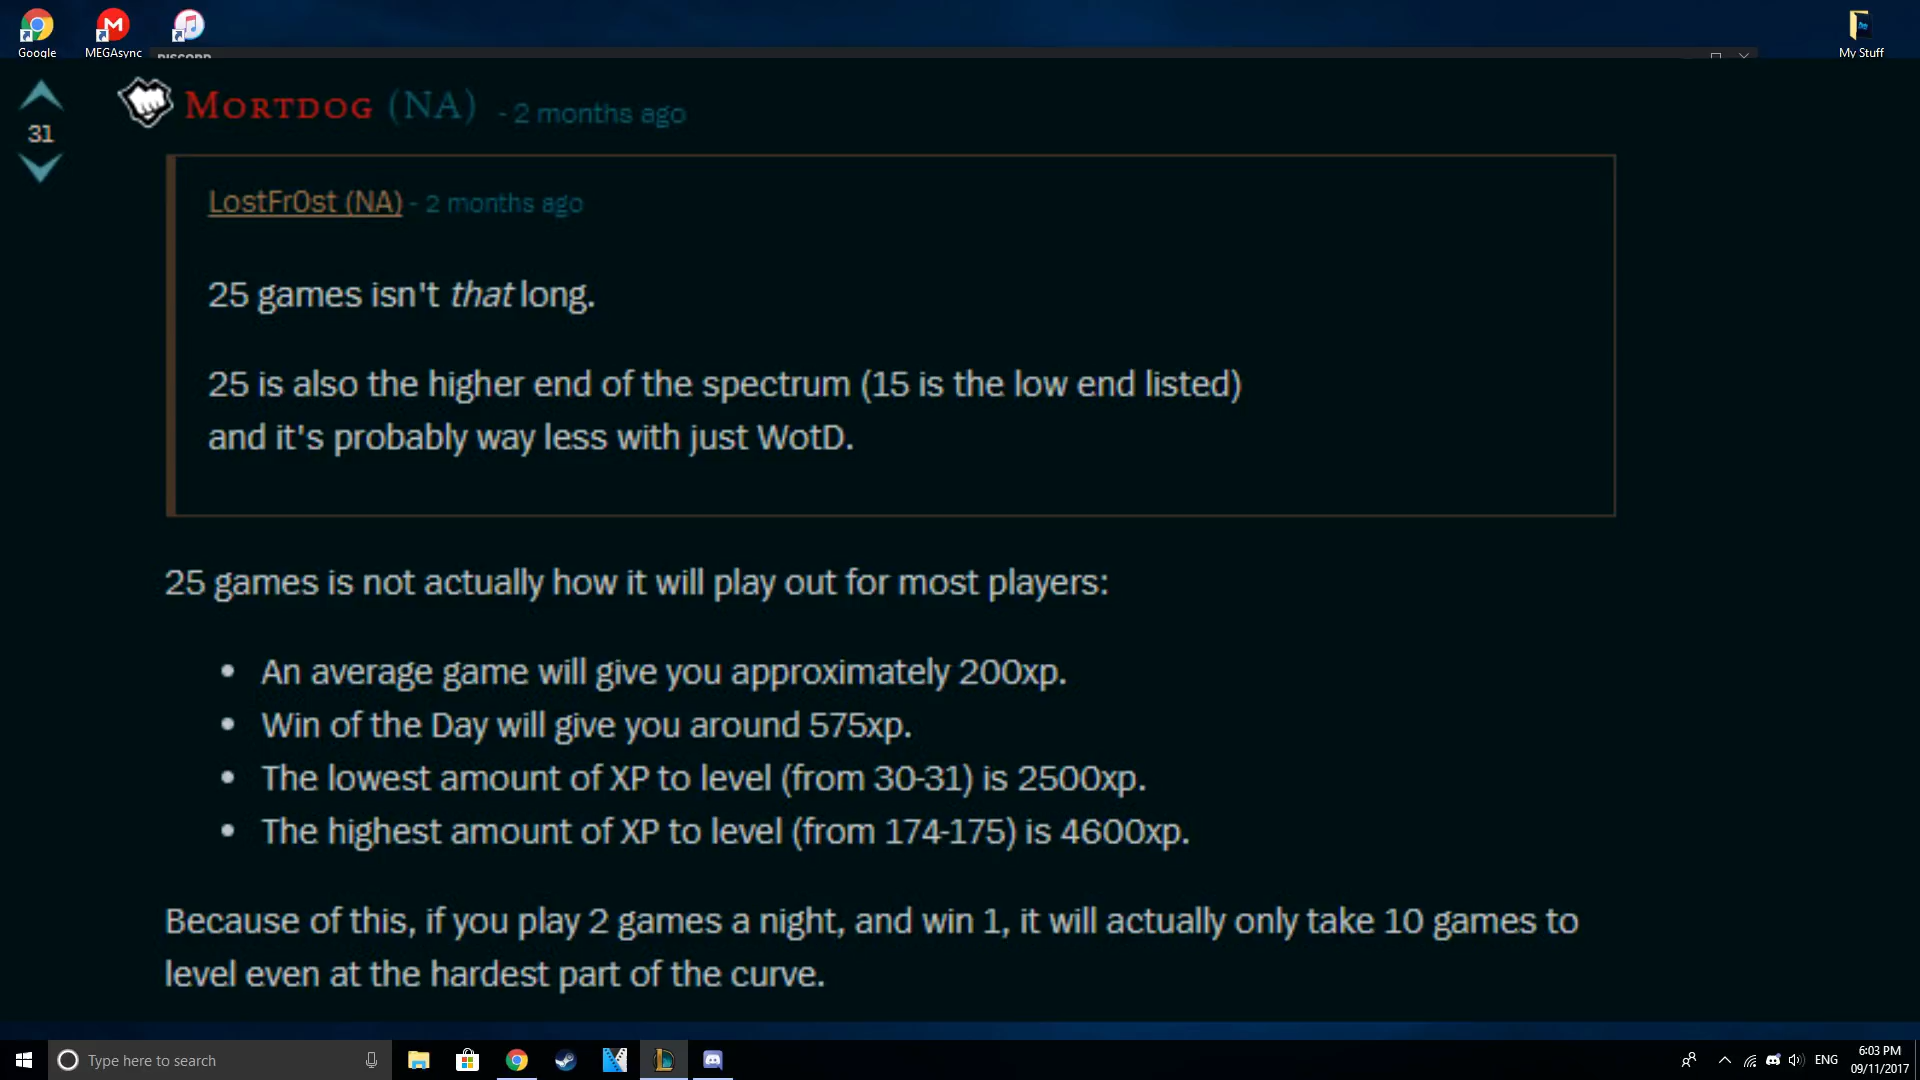 Google
MEGAsync
My Stuff
DISCORD
31
MORTDOG (NA) - 2 months ago
LostFr0st (NA) - 2 months ago
25 games isn't that long.
25 is also the higher end of the spectrum (15 is the low end listed)
and it's probably way less with just WotD.
25 games is not actually how it will play out for most players:
• An average game will give you approximately 200xp.
• Win of the Day will give you around 575xp.
• The lowest amount of XP to level (from 30-31) is 2500xp.
• The highest amount of XP to level (from 174-175) is 4600xp.
Because of this, if you play 2 games a night, and win 1, it will actually only take 10 games to
level even at the hardest part of the curve.
Type here to search
ENG
6:03 PM
09/11/2017